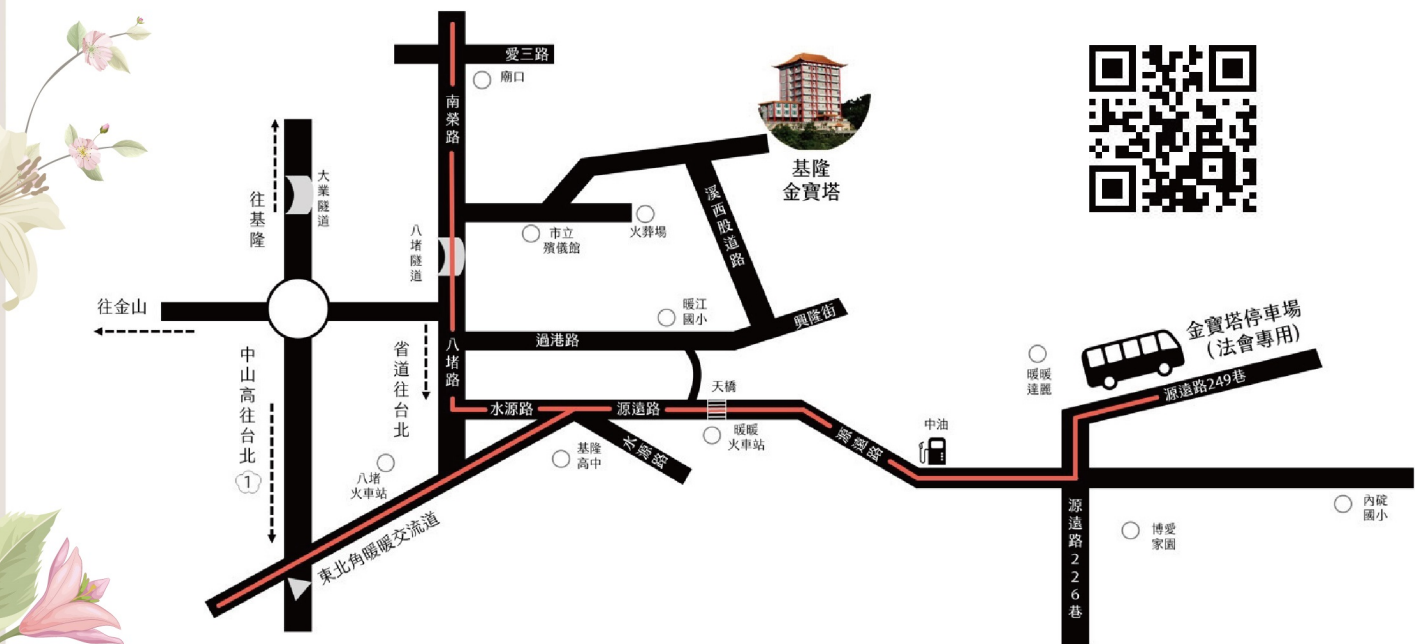 愛三路
廟口
南榮路
基隆
金寶塔
大業隧道
往基隆
溪西股道路
市立
殯儀館
火葬場
八堵隧道
往金山
暖江
國小
興隆街
過港路
八堵路
省道往台北
中山高往台北
1
金寶塔停車場
(法會專用)
暖暖
達麗
源遠路249巷
天橋
水源路
源遠路
中油
暖暖
火車站
源遠路
水源路
基隆
高中
八堵
火車站
內碇
國小
源遠路226巷
博愛
家園
東北角暖暖交流道